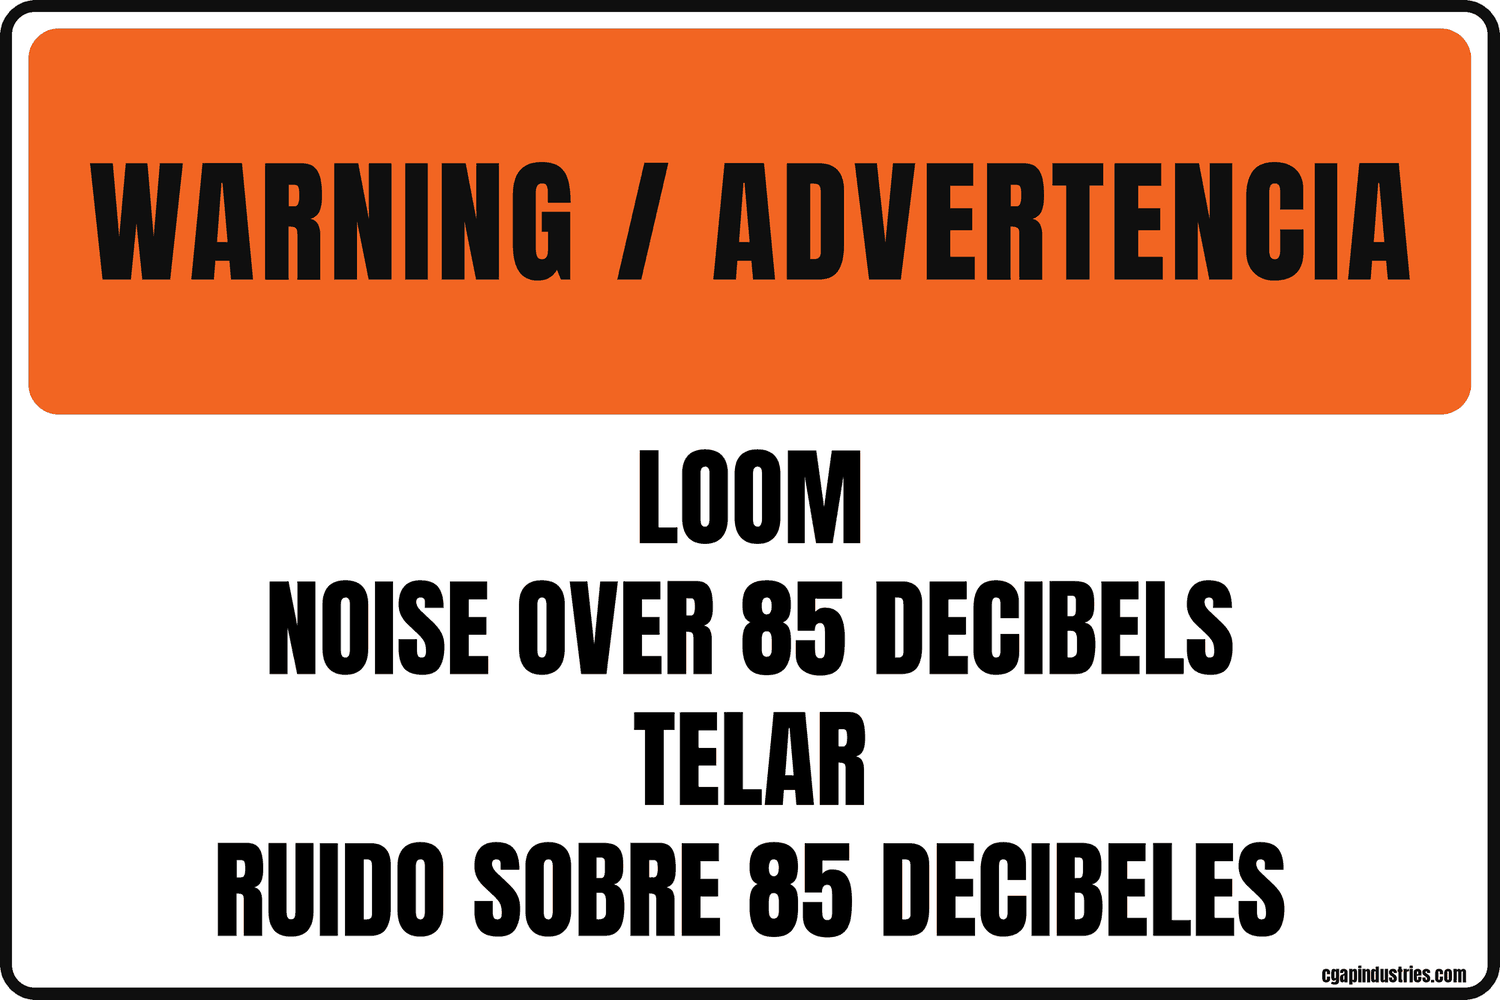 WARNING / ADVERTENCIA
LOOM
NOISE OVER 85 DECIBELS
TELAR
RUIDO SOBRE 85 DECIBELES
cgapindustries.com